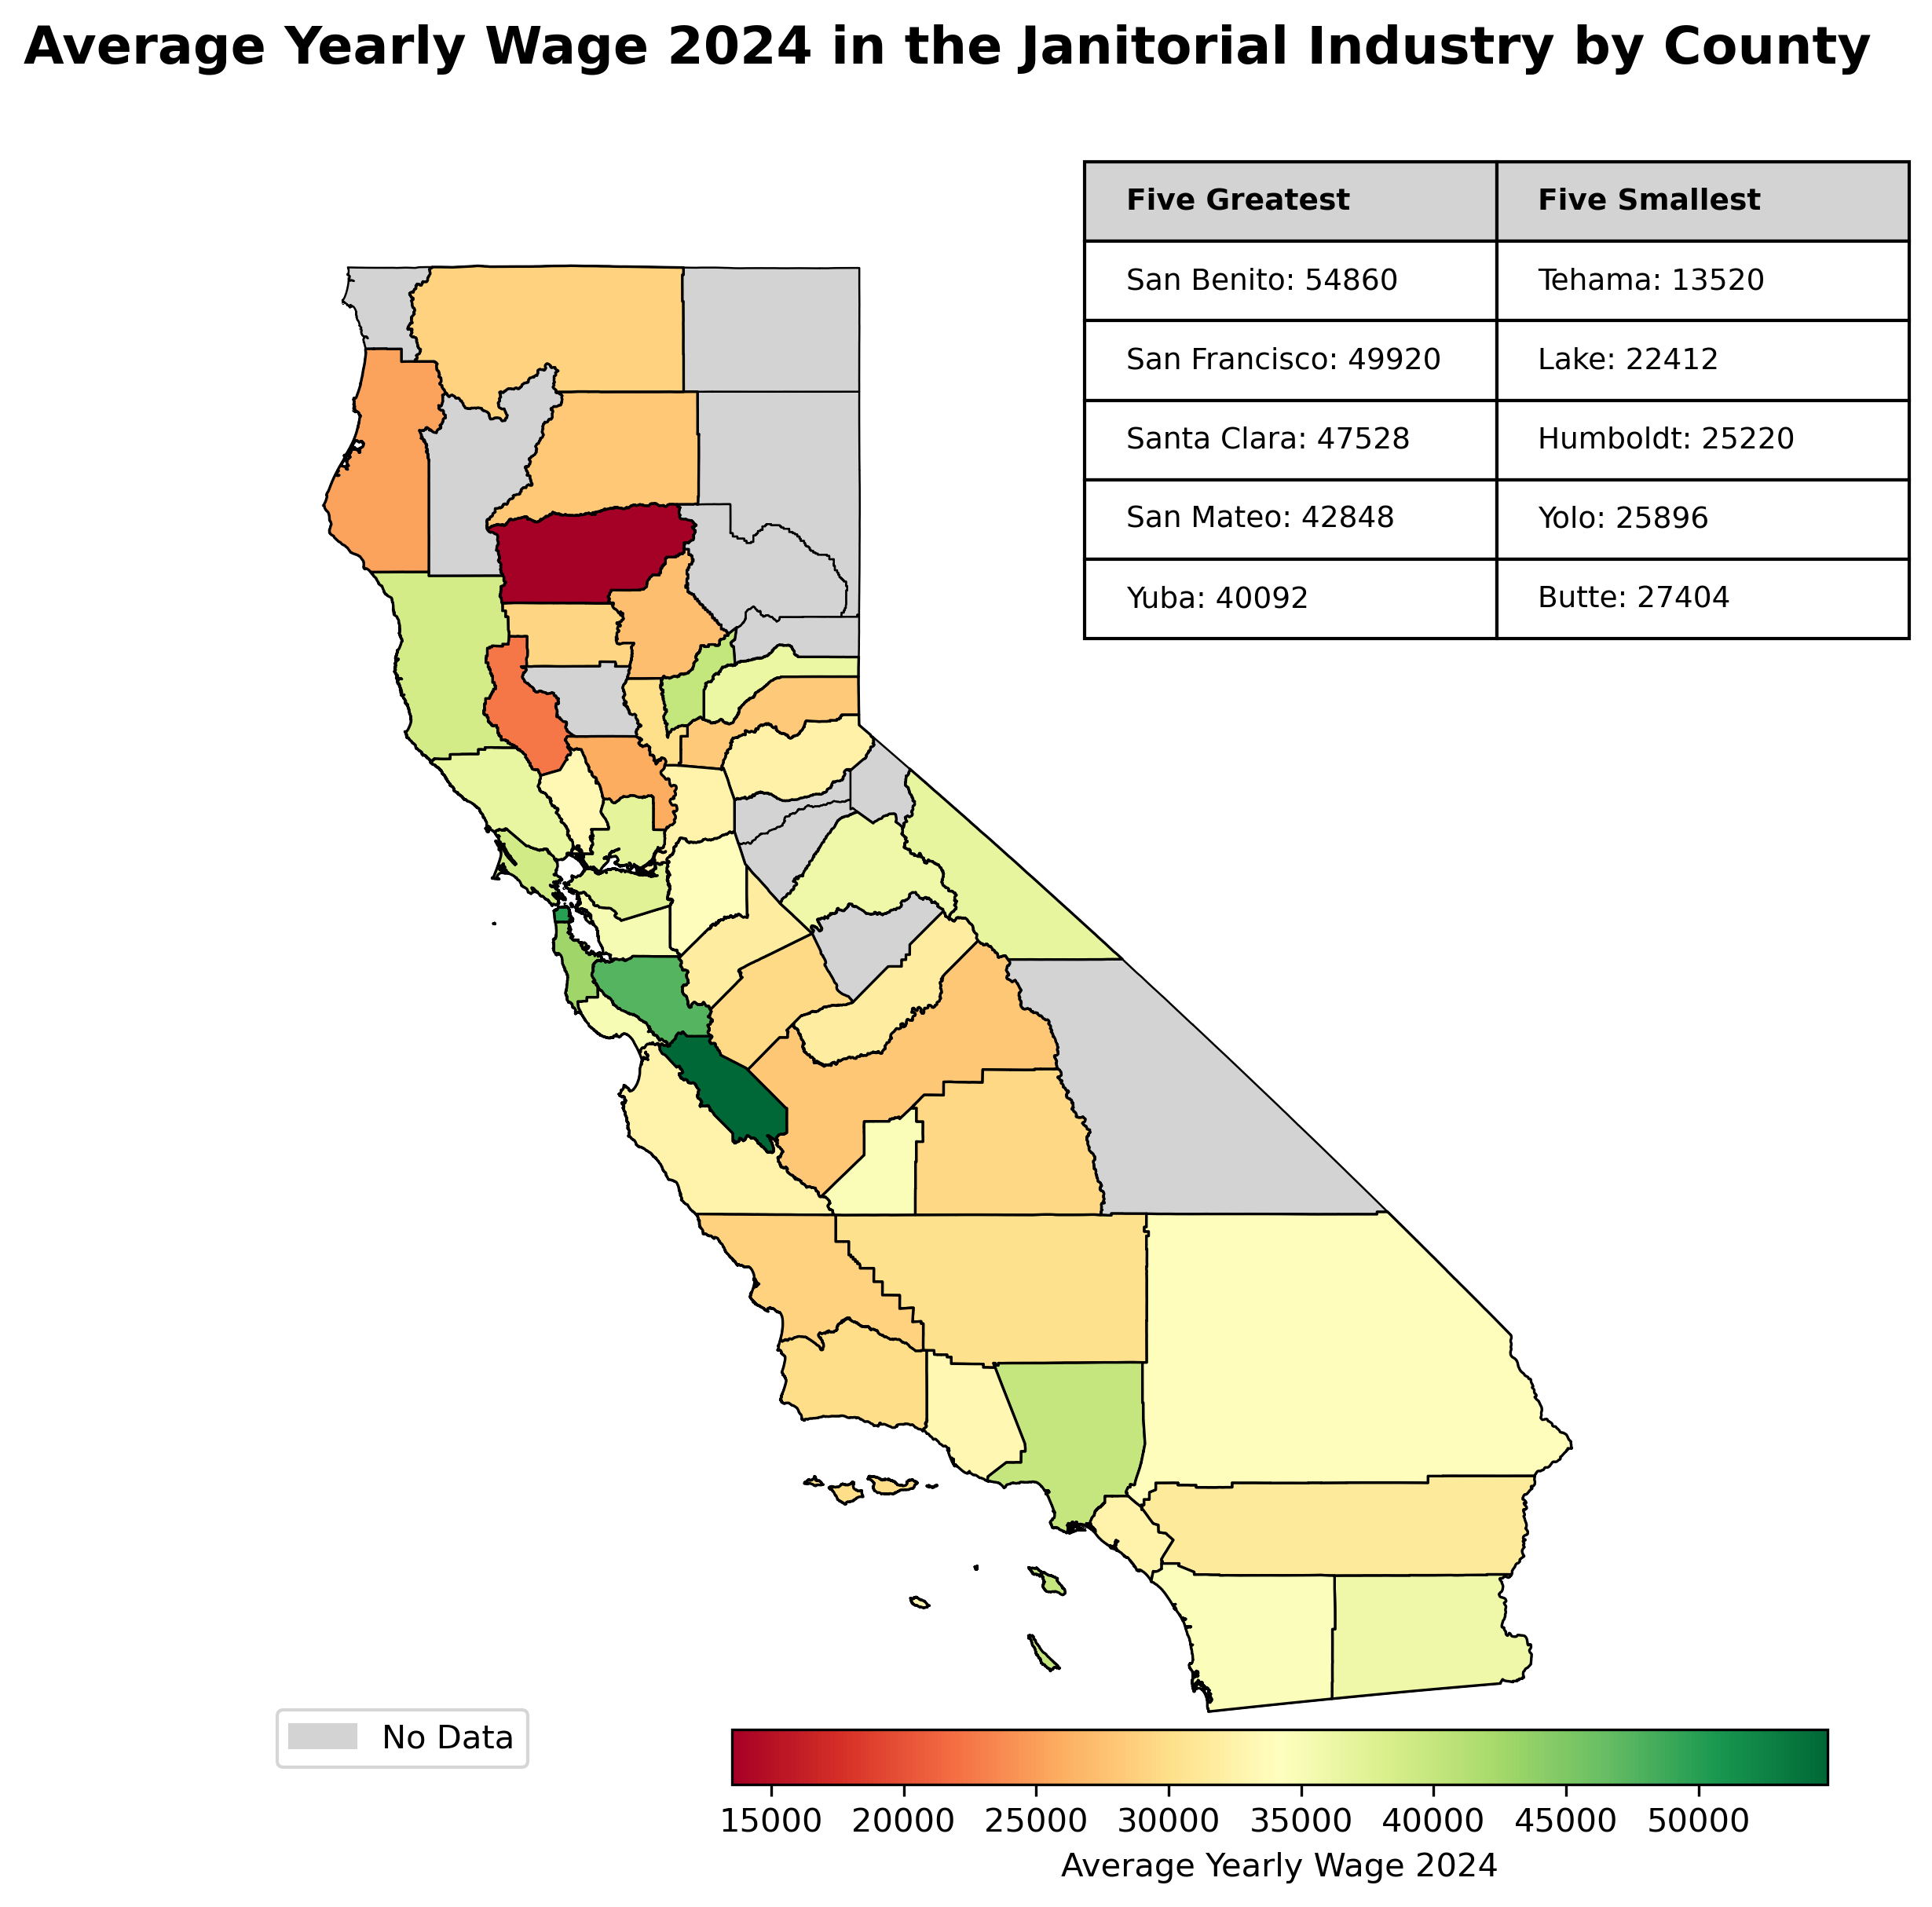 Average Yearly Wage 2024 in the Janitorial Industry by County
Five Greatest Five Smallest
San Benito: 54860 Tehama: 13520
San Francisco: 49920 Lake: 22412
Santa Clara: 47528 Humboldt: 25220
San Mateo: 42848 Yolo: 25896
Yuba: 40092 Butte: 27404
No Data
15000 20000 25000 30000 35000 40000 45000 50000
Average Yearly Wage 2024